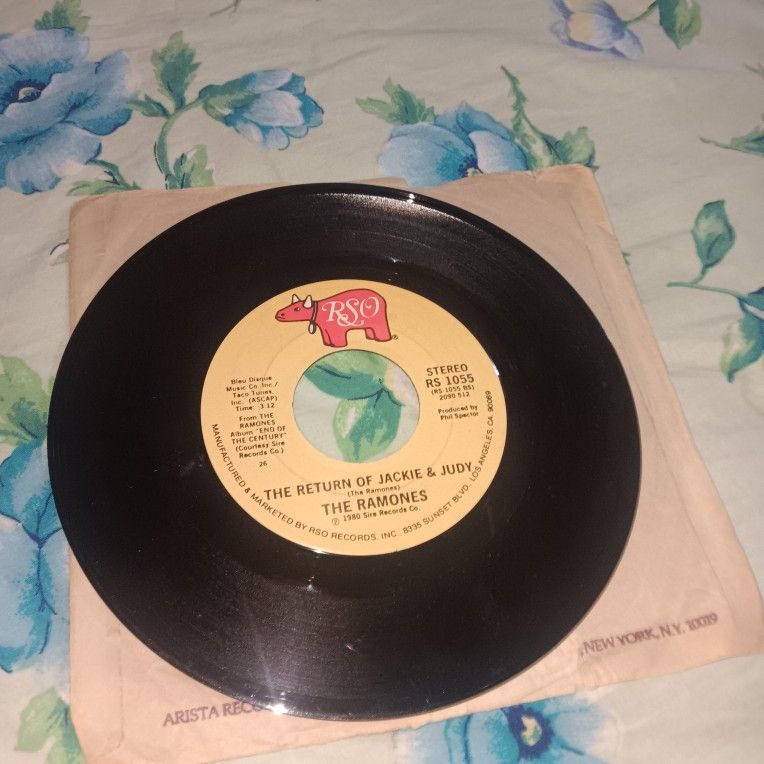 RSO
®
Bleu Disque
Music Co. Inc./
Taco Tunes,
Inc. (ASCAP)
Time: 3 12
From THE
RAMONES
Album "END OF
THE CENTURY"
(Courtesy Sire
Records Co.)
26
STEREO
RS 1055
(RS 1055 BS)
2090 512
Produced by
Phil Spector
THE RETURN OF JACKIE & JUDY
(The Ramones)
THE RAMONES
℗ 1980 Sire Records Co.
MANUFACTURED & MARKETED BY RSO RECORDS, INC. 8335 SUNSET BLVD. LOS ANGELES, CA 90069
ARISTA
NEW YORK, N.Y. 10019